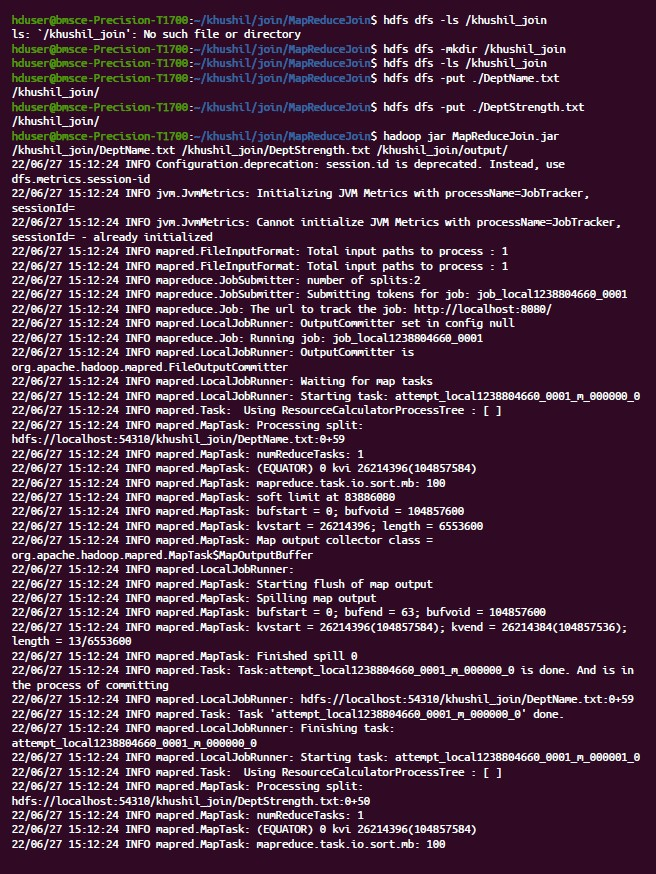 hduser@bmsce-Precision-T1700:~/khushil/join/MapReduceJoin$ hdfs dfs -ls /khushil_join
ls: `/khushil_join': No such file or directory
hduser@bmsce-Precision-T1700:~/khushil/join/MapReduceJoin$ hdfs dfs -mkdir /khushil_join
hduser@bmsce-Precision-T1700:~/khushil/join/MapReduceJoin$ hdfs dfs -ls /khushil_join
hduser@bmsce-Precision-T1700:~/khushil/join/MapReduceJoin$ hdfs dfs -put ./DeptName.txt
/khushil_join/
hduser@bmsce-Precision-T1700:~/khushil/join/MapReduceJoin$ hdfs dfs -put ./DeptStrength.txt
/khushil_join/
hduser@bmsce-Precision-T1700:~/khushil/join/MapReduceJoin$ hadoop jar MapReduceJoin.jar
/khushil_join/DeptName.txt /khushil_join/DeptStrength.txt /khushil_join/output/
22/06/27 15:12:24 INFO Configuration.deprecation: session.id is deprecated. Instead, use
dfs.metrics.session-id
22/06/27 15:12:24 INFO jvm.JvmMetrics: Initializing JVM Metrics with processName=JobTracker,
sessionId=
22/06/27 15:12:24 INFO jvm.JvmMetrics: Cannot initialize JVM Metrics with processName=JobTracker,
sessionId= - already initialized
22/06/27 15:12:24 INFO mapred.FileInputFormat: Total input paths to process : 1
22/06/27 15:12:24 INFO mapred.FileInputFormat: Total input paths to process : 1
22/06/27 15:12:24 INFO mapreduce.JobSubmitter: number of splits:2
22/06/27 15:12:24 INFO mapreduce.JobSubmitter: Submitting tokens for job: job_local1238804660_0001
22/06/27 15:12:24 INFO mapreduce.Job: The url to track the job: http://localhost:8080/
22/06/27 15:12:24 INFO mapred.LocalJobRunner: OutputCommitter set in config null
22/06/27 15:12:24 INFO mapreduce.Job: Running job: job_local1238804660_0001
22/06/27 15:12:24 INFO mapred.LocalJobRunner: OutputCommitter is
org.apache.hadoop.mapred.FileOutputCommitter
22/06/27 15:12:24 INFO mapred.LocalJobRunner: Waiting for map tasks
22/06/27 15:12:24 INFO mapred.LocalJobRunner: Starting task: attempt_local1238804660_0001_m_000000_0
22/06/27 15:12:24 INFO mapred.Task:  Using ResourceCalculatorProcessTree : [ ]
22/06/27 15:12:24 INFO mapred.MapTask: Processing split:
hdfs://localhost:54310/khushil_join/DeptName.txt:0+59
22/06/27 15:12:24 INFO mapred.MapTask: numReduceTasks: 1
22/06/27 15:12:24 INFO mapred.MapTask: (EQUATOR) 0 kvi 26214396(104857584)
22/06/27 15:12:24 INFO mapred.MapTask: mapreduce.task.io.sort.mb: 100
22/06/27 15:12:24 INFO mapred.MapTask: soft limit at 83886080
22/06/27 15:12:24 INFO mapred.MapTask: bufstart = 0; bufvoid = 104857600
22/06/27 15:12:24 INFO mapred.MapTask: kvstart = 26214396; length = 6553600
22/06/27 15:12:24 INFO mapred.MapTask: Map output collector class =
org.apache.hadoop.mapred.MapTask$MapOutputBuffer
22/06/27 15:12:24 INFO mapred.LocalJobRunner:
22/06/27 15:12:24 INFO mapred.MapTask: Starting flush of map output
22/06/27 15:12:24 INFO mapred.MapTask: Spilling map output
22/06/27 15:12:24 INFO mapred.MapTask: bufstart = 0; bufend = 63; bufvoid = 104857600
22/06/27 15:12:24 INFO mapred.MapTask: kvstart = 26214396(104857584); kvend = 26214384(104857536);
length = 13/6553600
22/06/27 15:12:24 INFO mapred.MapTask: Finished spill 0
22/06/27 15:12:24 INFO mapred.Task: Task:attempt_local1238804660_0001_m_000000_0 is done. And is in
the process of committing
22/06/27 15:12:24 INFO mapred.LocalJobRunner: hdfs://localhost:54310/khushil_join/DeptName.txt:0+59
22/06/27 15:12:24 INFO mapred.Task: Task 'attempt_local1238804660_0001_m_000000_0' done.
22/06/27 15:12:24 INFO mapred.LocalJobRunner: Finishing task:
attempt_local1238804660_0001_m_000000_0
22/06/27 15:12:24 INFO mapred.LocalJobRunner: Starting task: attempt_local1238804660_0001_m_000001_0
22/06/27 15:12:24 INFO mapred.Task:  Using ResourceCalculatorProcessTree : [ ]
22/06/27 15:12:24 INFO mapred.MapTask: Processing split:
hdfs://localhost:54310/khushil_join/DeptStrength.txt:0+50
22/06/27 15:12:24 INFO mapred.MapTask: numReduceTasks: 1
22/06/27 15:12:24 INFO mapred.MapTask: (EQUATOR) 0 kvi 26214396(104857584)
22/06/27 15:12:24 INFO mapred.MapTask: mapreduce.task.io.sort.mb: 100